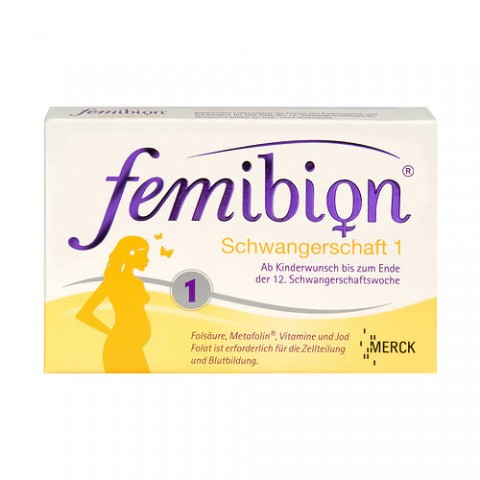 femibion
femibion®
Schwangerschaft 1
Ab Kinderwunsch bis zum Ende
der 12. Schwangerschaftswoche
1
Folsäure, Metafolin®, Vitamine und Jod
Folat ist erforderlich für die Zellteilung
und Blutbildung.
MERCK